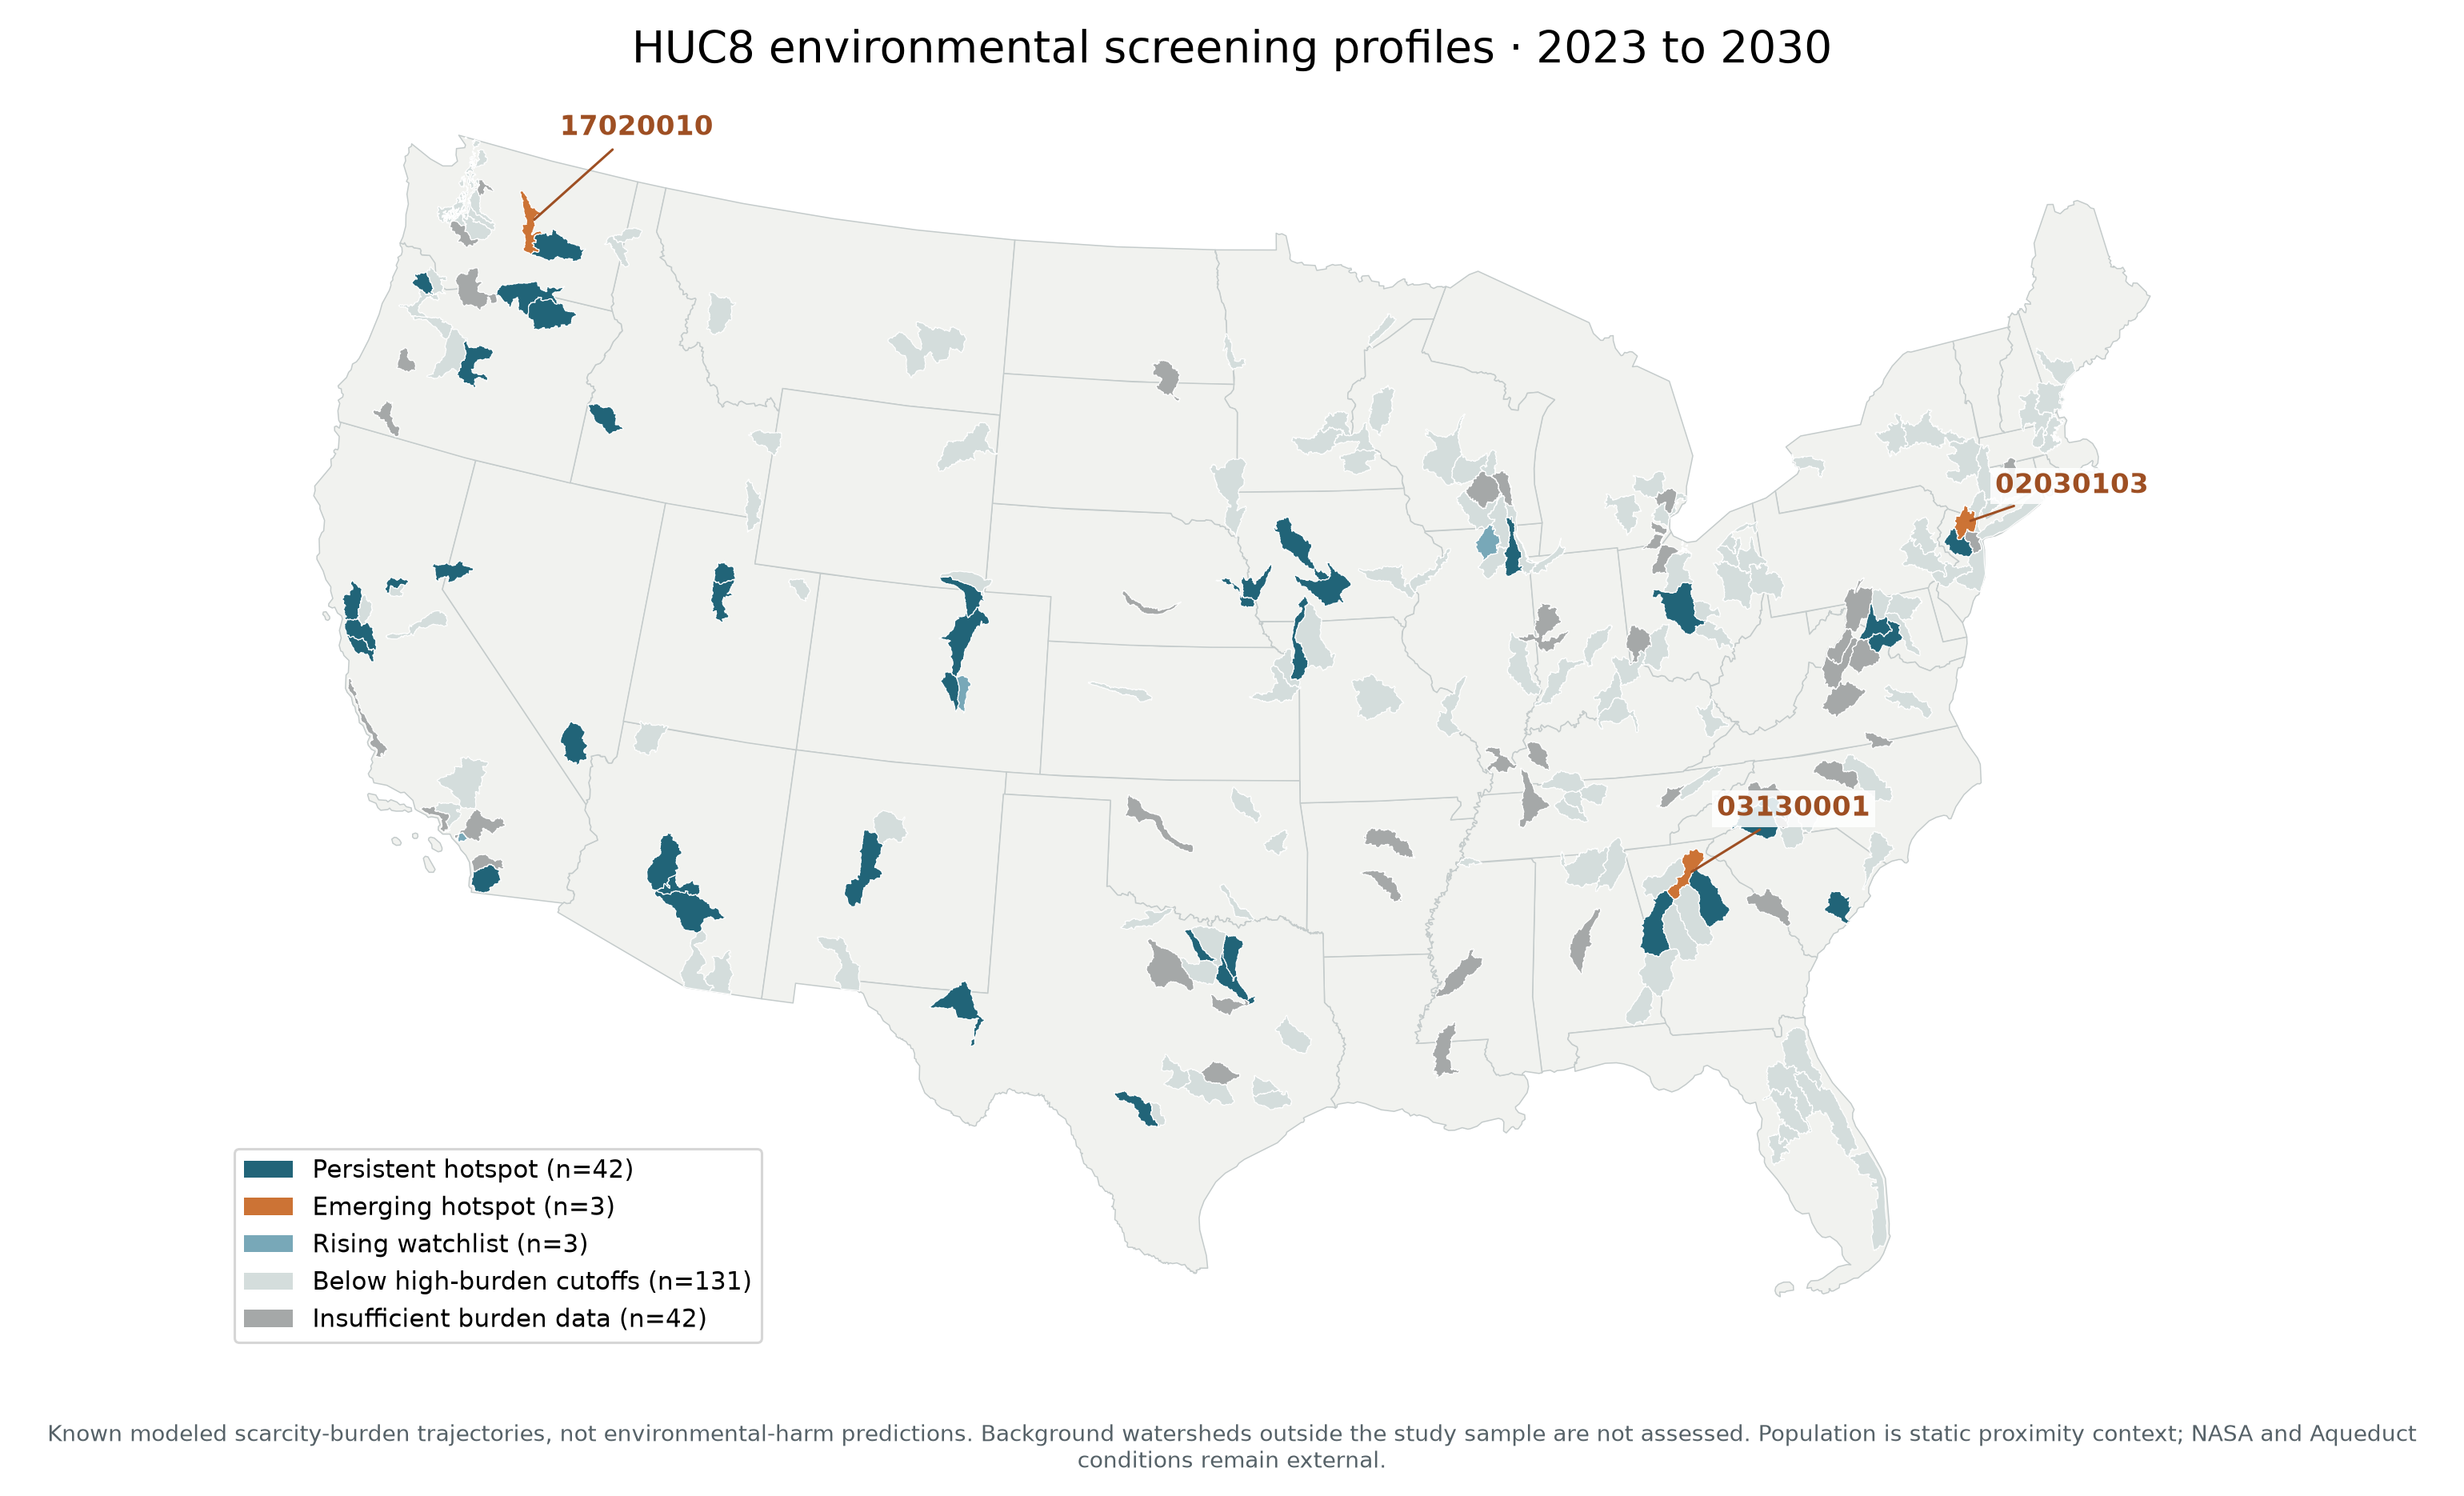 HUC8 environmental screening profiles · 2023 to 2030
17020010
02030103
03130001
Persistent hotspot (n=42)
Emerging hotspot (n=3)
Rising watchlist (n=3)
Below high-burden cutoffs (n=131)
Insufficient burden data (n=42)
Known modeled scarcity-burden trajectories, not environmental-harm predictions. Background watersheds outside the study sample are not assessed. Population is static proximity context; NASA and Aqueduct
conditions remain external.